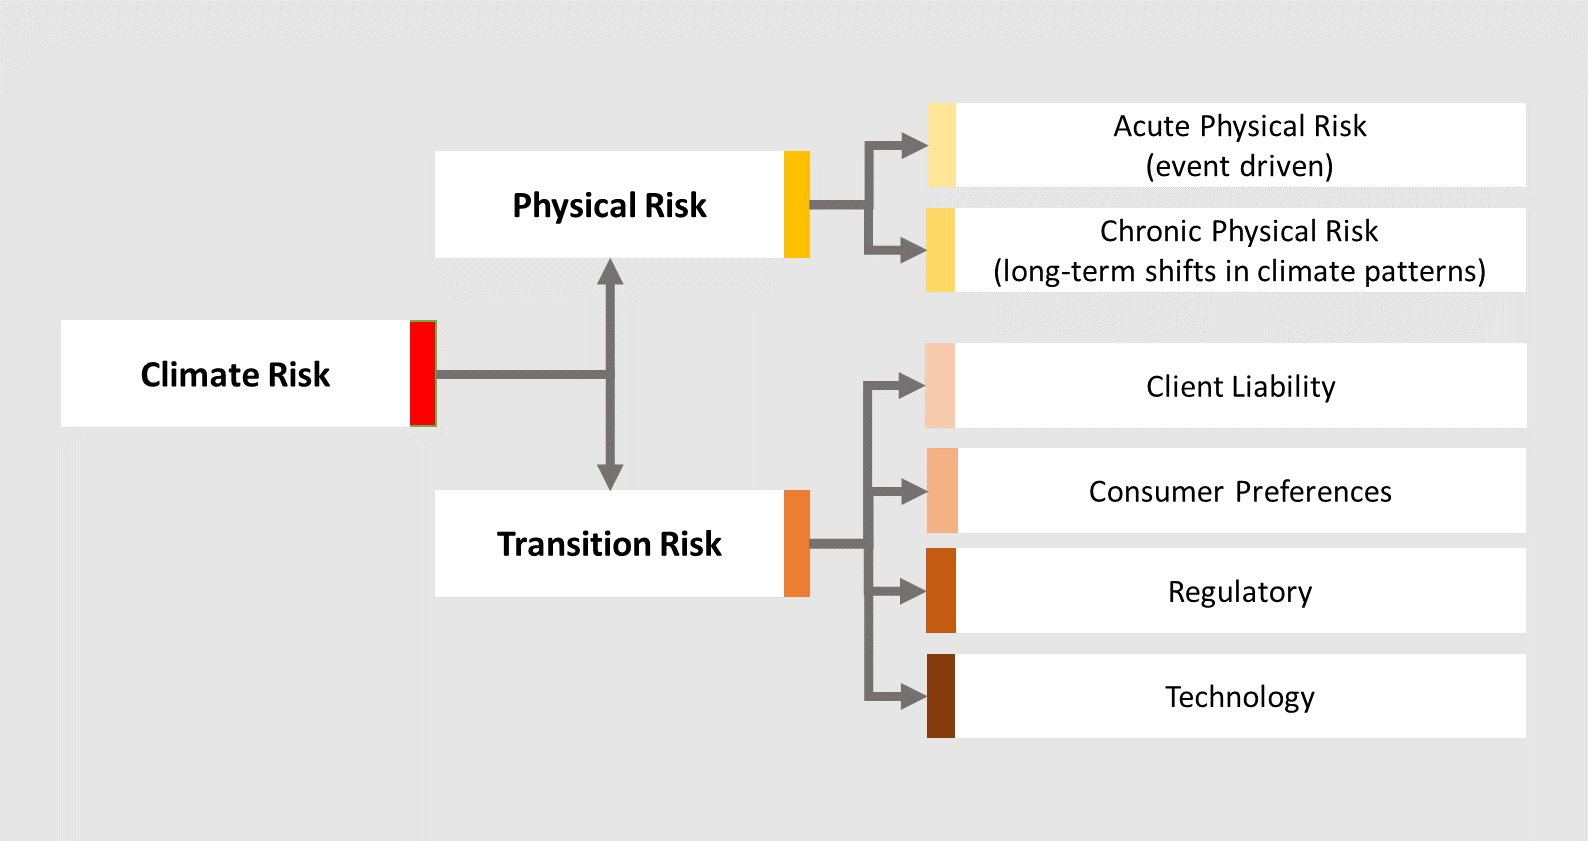 Climate Risk
Physical Risk
Acute Physical Risk
(event driven)
Chronic Physical Risk
(long-term shifts in climate patterns)
Transition Risk
Client Liability
Consumer Preferences
Regulatory
Technology